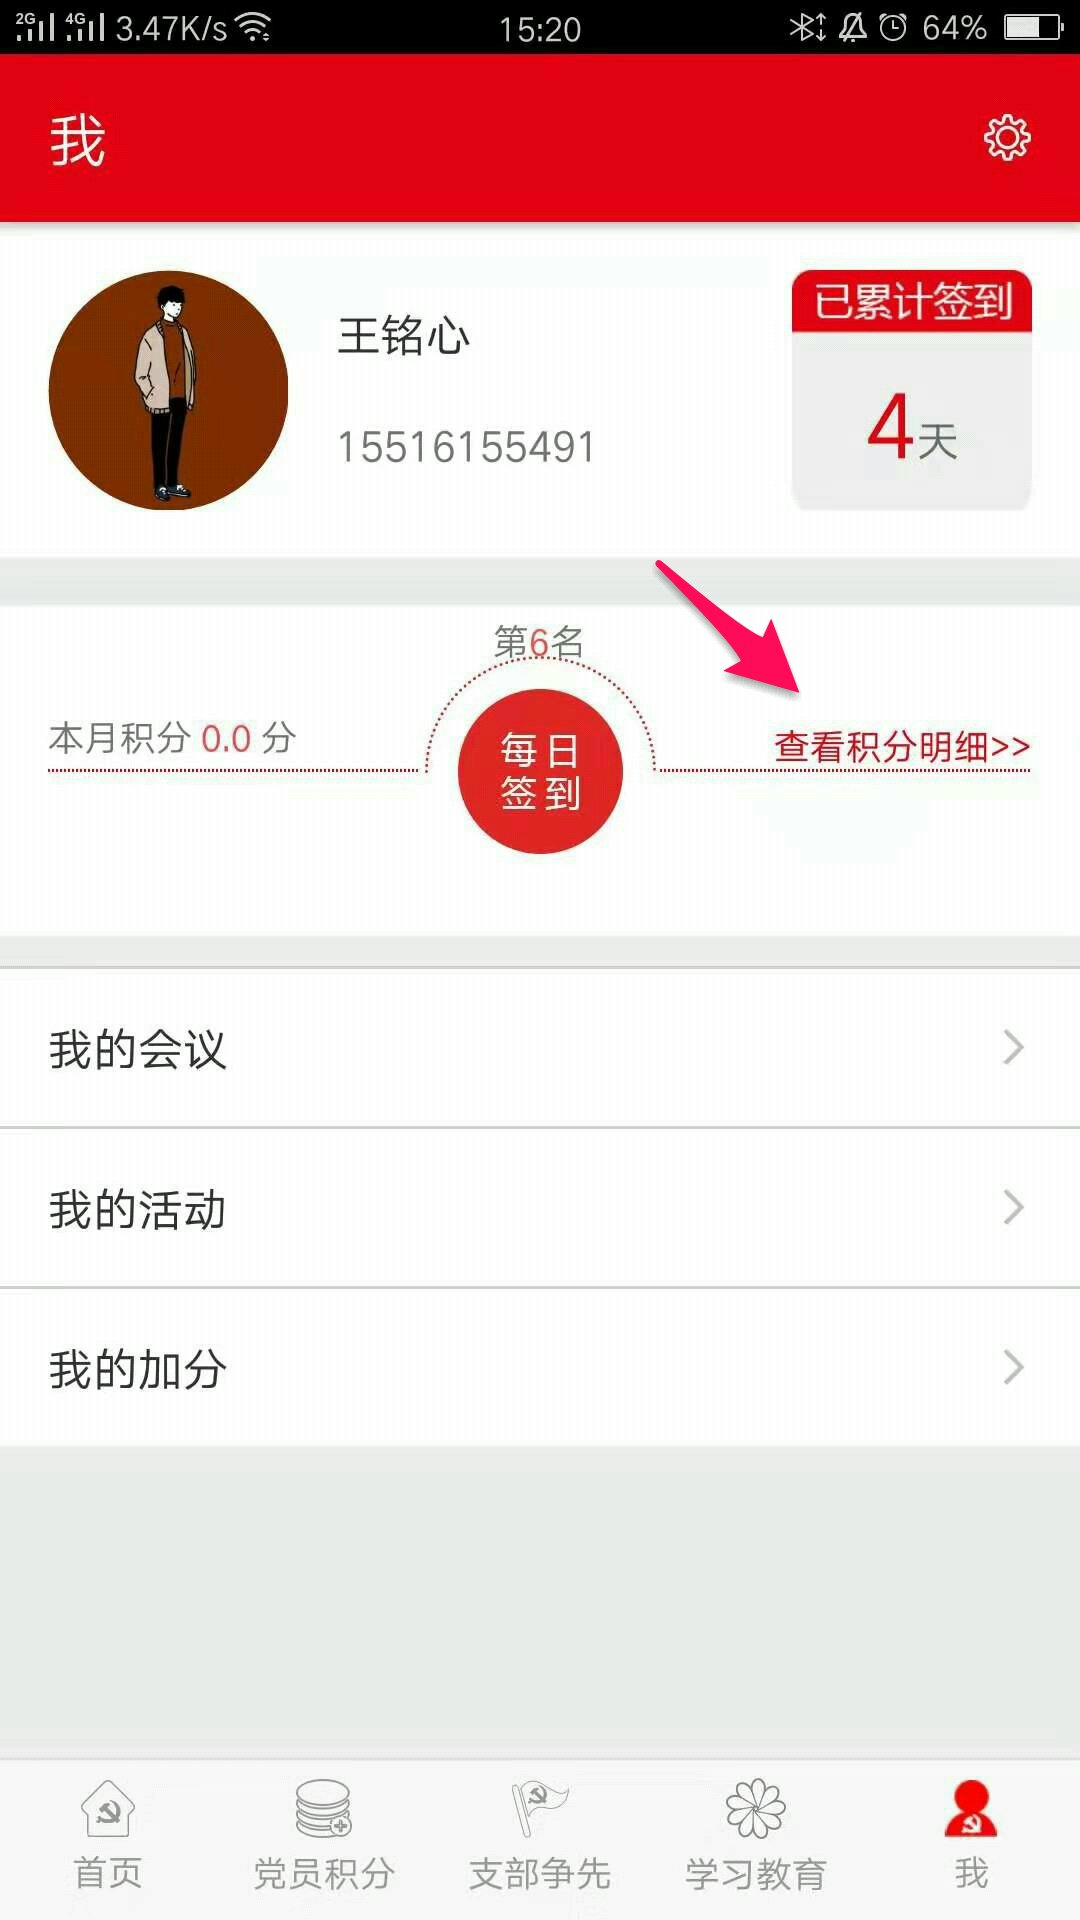 2G 4G 3.47K/s 15:20 64%
我
已累计签到
王铭心
4天
15516155491
第6名
本月积分 0.0 分
每日
签到
查看积分明细>>
我的会议
我的活动
我的加分
首页 党员积分 支部争先 学习教育 我